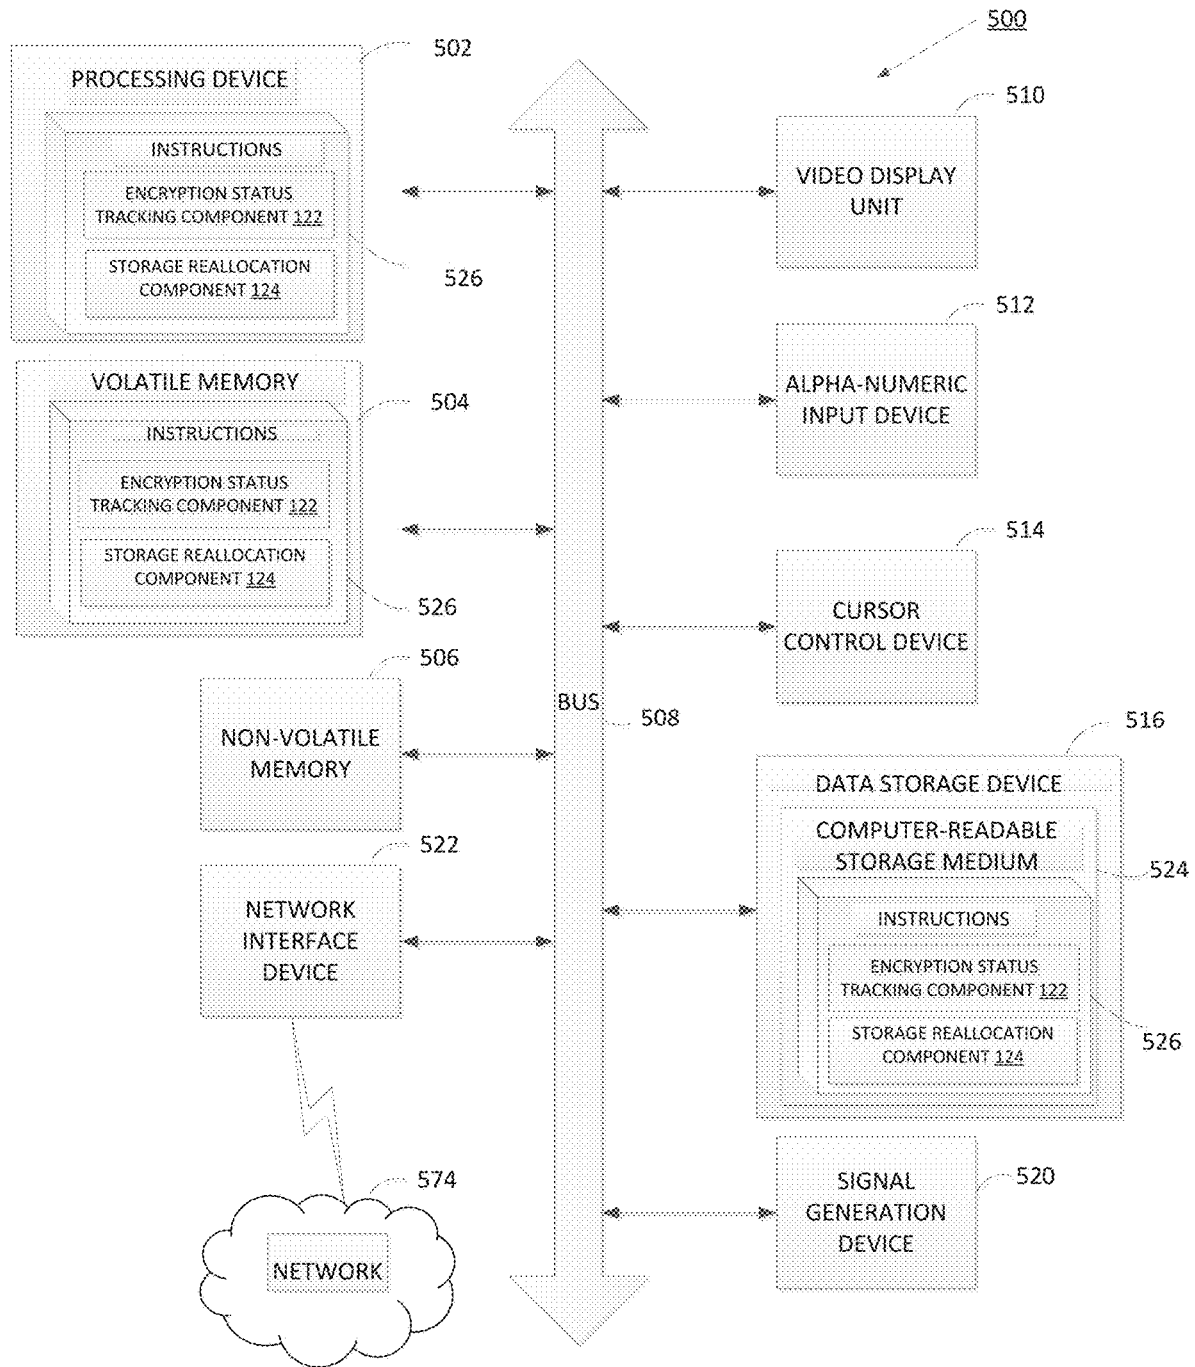 500
502
PROCESSING DEVICE
INSTRUCTIONS
ENCRYPTION STATUS
TRACKING COMPONENT 122
STORAGE REALLOCATION
COMPONENT 124
526
VOLATILE MEMORY
504
INSTRUCTIONS
ENCRYPTION STATUS
TRACKING COMPONENT 122
STORAGE REALLOCATION
COMPONENT 124
526
506
NON-VOLATILE
MEMORY
522
NETWORK
INTERFACE
DEVICE
574
NETWORK
BUS
508
510
VIDEO DISPLAY
UNIT
512
ALPHA-NUMERIC
INPUT DEVICE
514
CURSOR
CONTROL DEVICE
516
DATA STORAGE DEVICE
COMPUTER-READABLE
STORAGE MEDIUM
524
INSTRUCTIONS
ENCRYPTION STATUS
TRACKING COMPONENT 122
STORAGE REALLOCATION
COMPONENT 124
526
520
SIGNAL
GENERATION
DEVICE